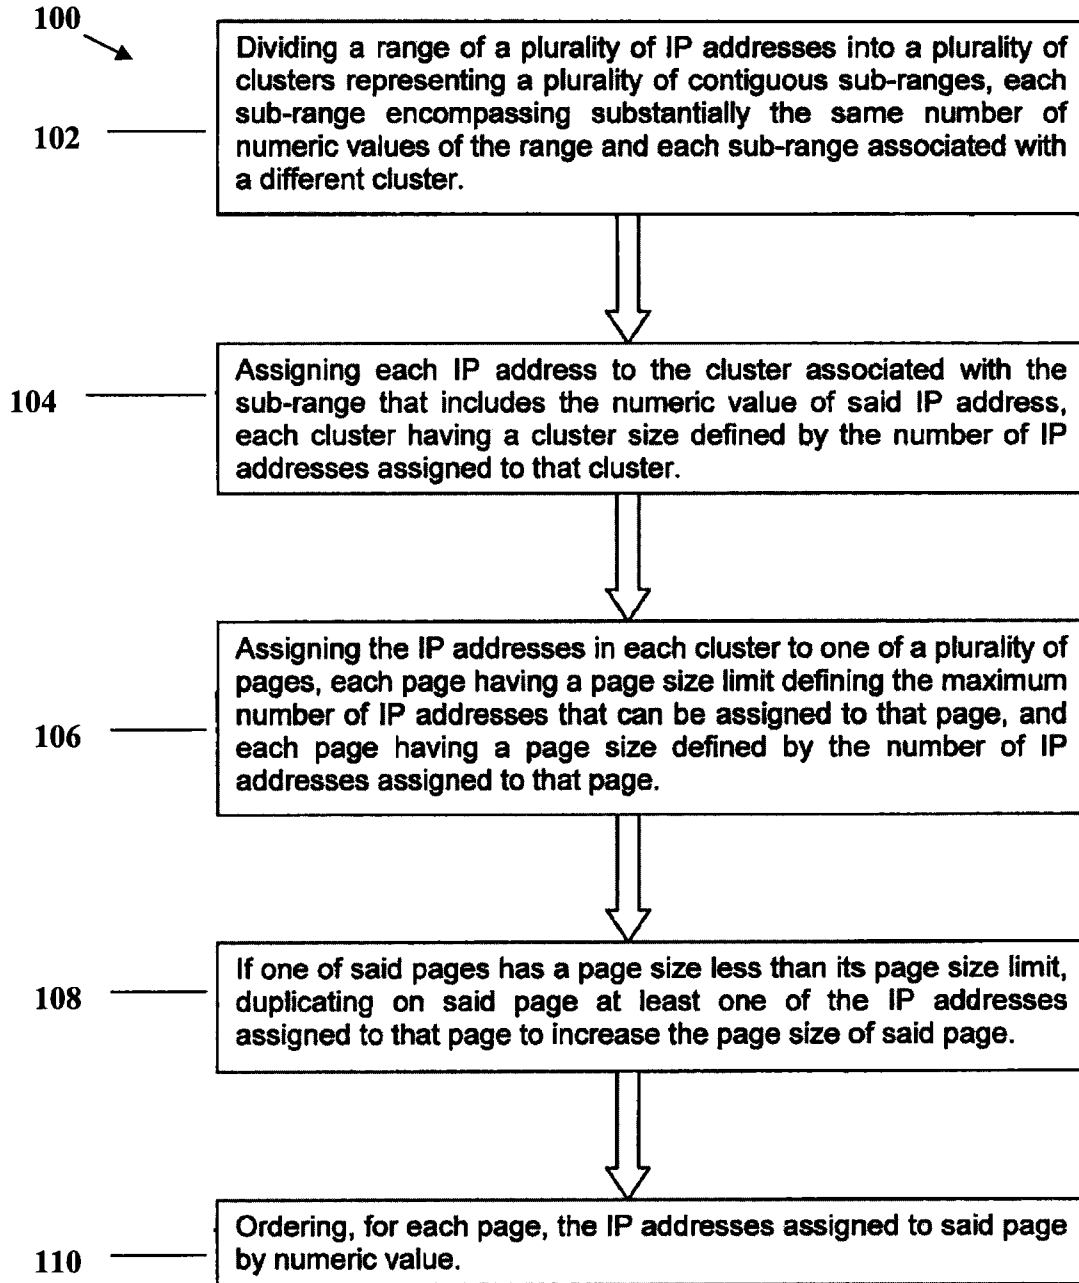 100
Dividing a range of a plurality of IP addresses into a plurality of
clusters representing a plurality of contiguous sub-ranges, each
sub-range encompassing substantially the same number of
numeric values of the range and each sub-range associated with
a different cluster.
102
Assigning each IP address to the cluster associated with the
sub-range that includes the numeric value of said IP address,
each cluster having a cluster size defined by the number of IP
addresses assigned to that cluster.
104
Assigning the IP addresses in each cluster to one of a plurality of
pages, each page having a page size limit defining the maximum
number of IP addresses that can be assigned to that page, and
each page having a page size defined by the number of IP
addresses assigned to that page.
106
If one of said pages has a page size less than its page size limit,
duplicating on said page at least one of the IP addresses
assigned to that page to increase the page size of said page.
108
Ordering, for each page, the IP addresses assigned to said page
by numeric value.
110